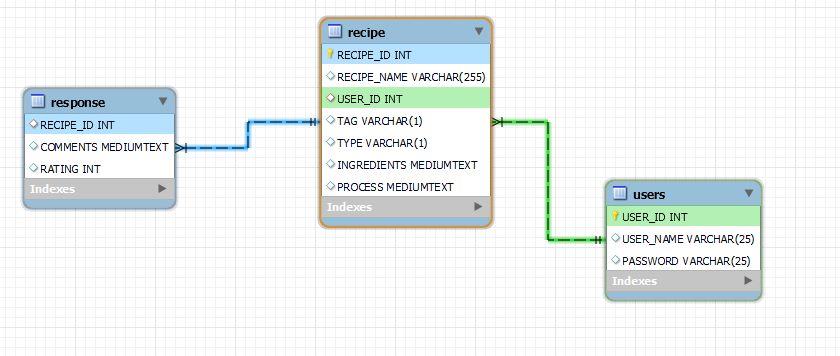 response
RECIPE_ID INT
COMMENTS MEDIUMTEXT
RATING INT
Indexes
recipe
RECIPE_ID INT
RECIPE_NAME VARCHAR(255)
USER_ID INT
TAG VARCHAR(1)
TYPE VARCHAR(1)
INGREDIENTS MEDIUMTEXT
PROCESS MEDIUMTEXT
Indexes
users
USER_ID INT
USER_NAME VARCHAR(25)
PASSWORD VARCHAR(25)
Indexes